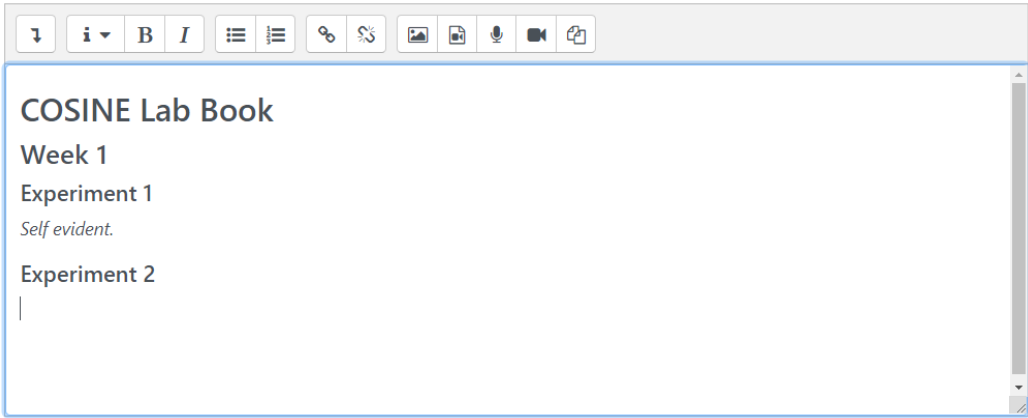 COSINE Lab Book
Week 1
Experiment 1
Self evident.
Experiment 2